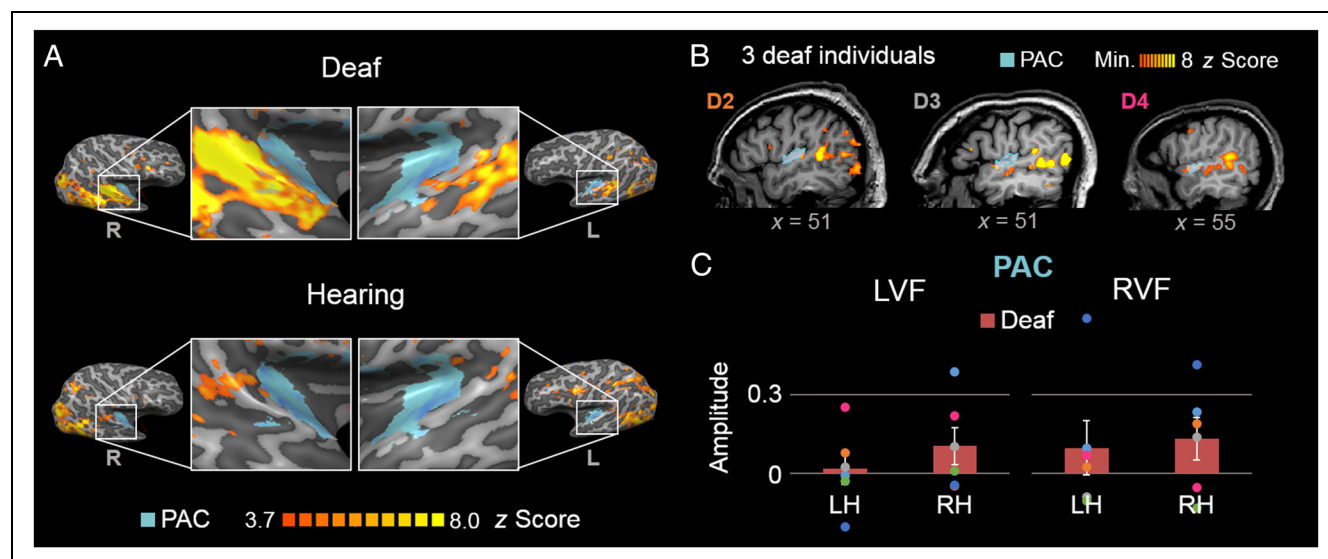 A
Deaf
R
L
Hearing
R
L
PAC 3.7 8.0 z Score
B 3 deaf individuals PAC Min. 8 z Score
D2 D3 D4
x = 51 x = 51 x = 55
C PAC
LVF RVF
Deaf
Amplitude
0.3
0
LH RH LH RH